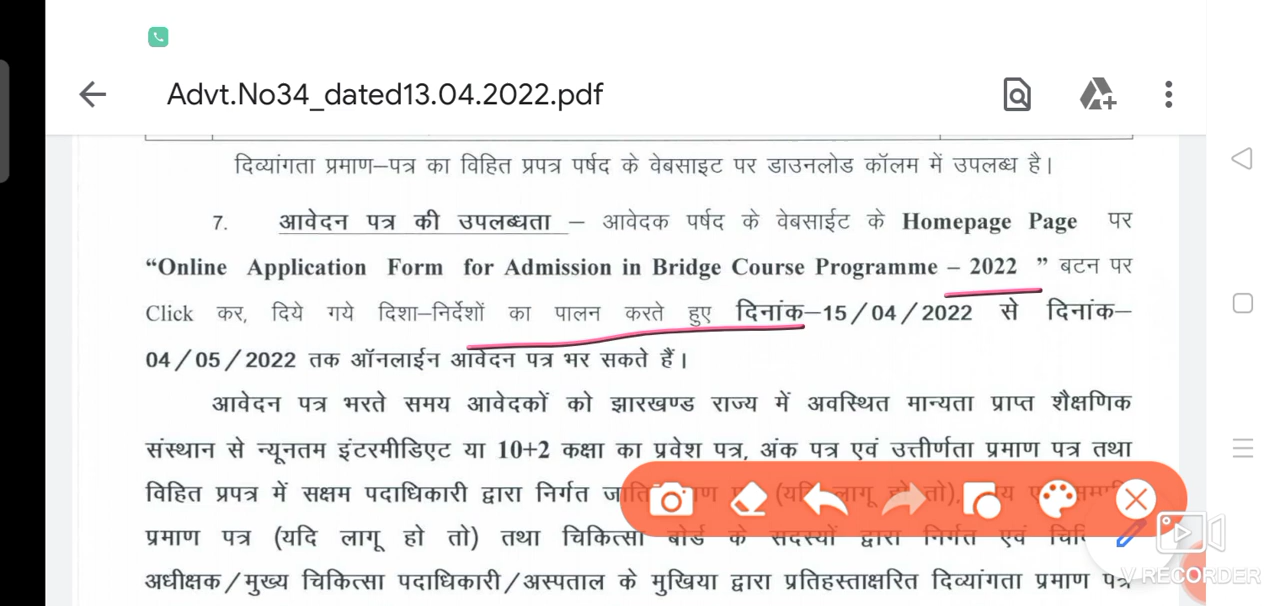 Advt.No34_dated13.04.2022.pdf
दिव्यांगता प्रमाण–पत्र का विहित प्रपत्र पर्षद के वेबसाइट पर डाउनलोड कॉलम में उपलब्ध है।
7. आवेदन पत्र की उपलब्धता – आवेदक पर्षद के वेबसाईट के Homepage Page पर
“Online Application Form for Admission in Bridge Course Programme – 2022 ” बटन पर
Click कर, दिये गये दिशा–निर्देशों का पालन करते हुए दिनांक–15/04/2022 से दिनांक–
04/05/2022 तक ऑनलाईन आवेदन पत्र भर सकते हैं।
आवेदन पत्र भरते समय आवेदकों को झारखण्ड राज्य में अवस्थित मान्यता प्राप्त शैक्षणिक
संस्थान से न्यूनतम इंटरमीडिएट या 10+2 कक्षा का प्रवेश पत्र, अंक पत्र एवं उत्तीर्णता प्रमाण पत्र तथा
विहित प्रपत्र में सक्षम पदाधिकारी द्वारा निर्गत (यदि लागू हो तो),
प्रमाण पत्र (यदि लागू हो तो) तथा चिकित्सा बोर्ड के सदस्यों द्वारा निर्गत एवं
अधीक्षक/मुख्य चिकित्सा पदाधिकारी/अस्पताल के मुखिया द्वारा प्रतिहस्ताक्षरित दिव्यांगता प्रमाण पत्र
V RECORDER